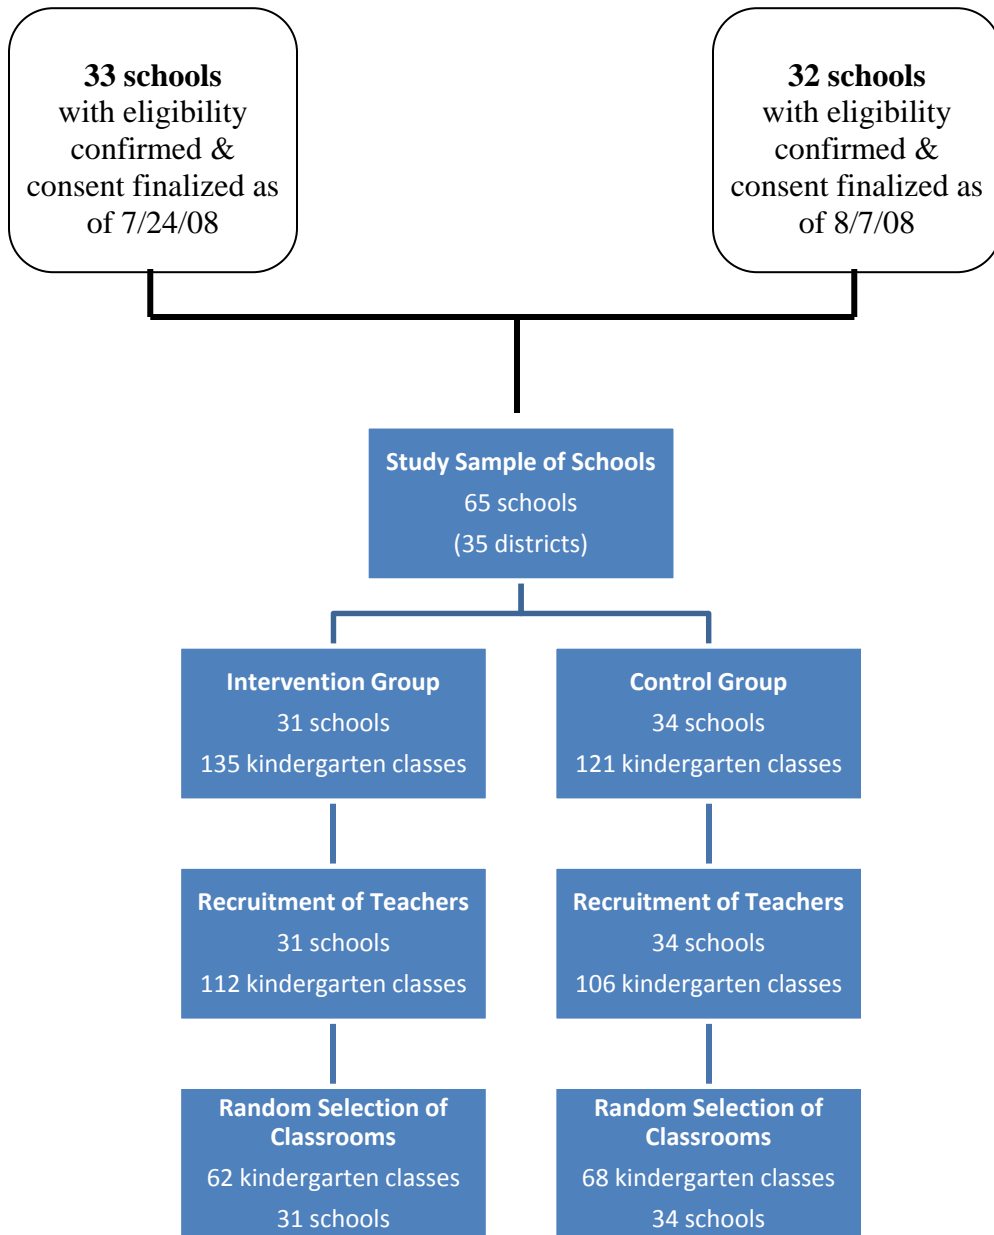 33 schools
with eligibility
confirmed &
consent finalized as
of 7/24/08
32 schools
with eligibility
confirmed &
consent finalized as
of 8/7/08
Study Sample of Schools
65 schools
(35 districts)
Intervention Group
31 schools
135 kindergarten classes
Control Group
34 schools
121 kindergarten classes
Recruitment of Teachers
31 schools
112 kindergarten classes
Recruitment of Teachers
34 schools
106 kindergarten classes
Random Selection of
Classrooms
62 kindergarten classes
31 schools
Random Selection of
Classrooms
68 kindergarten classes
34 schools